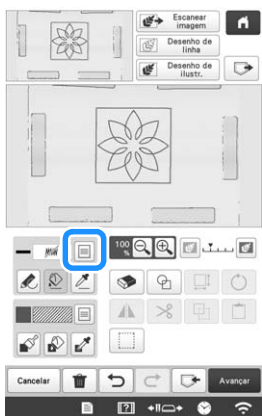 Escanear
imagem
Desenho de
linha
Desenho de
ilustr.
100
%
Cancelar
Avançar